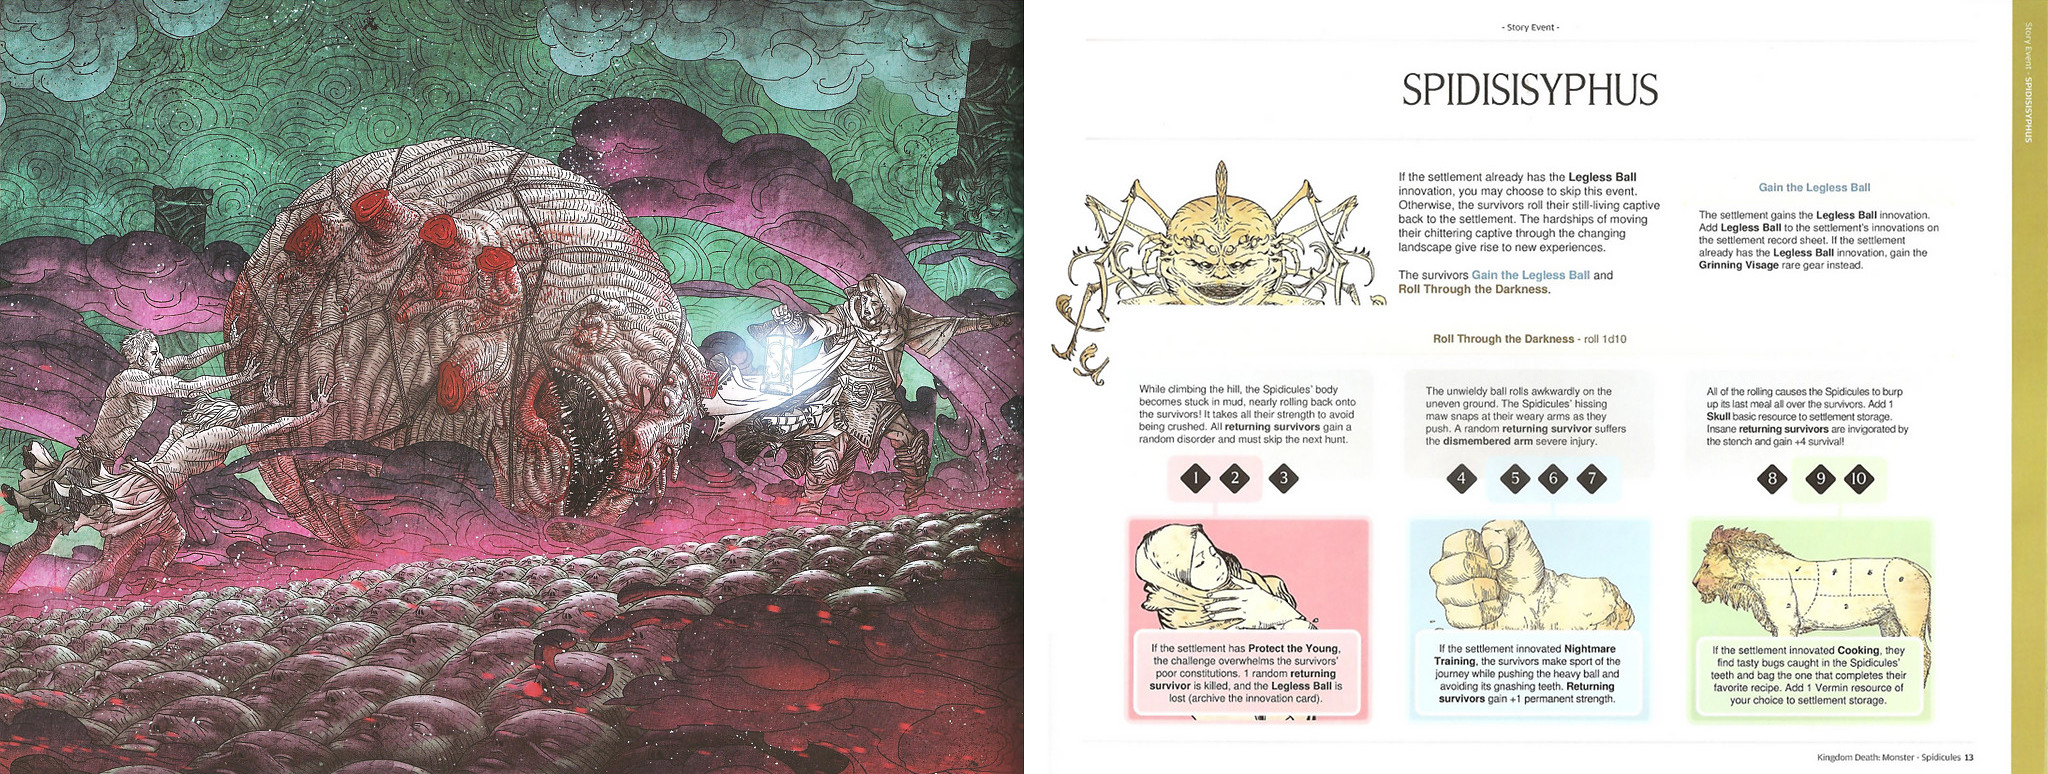 - Story Event -
SPIDISISYPHUS
If the settlement already has the Legless Ball
innovation, you may choose to skip this event.
Otherwise, the survivors roll their still-living captive
back to the settlement. The hardships of moving
their chittering captive through the changing
landscape give rise to new experiences.
The survivors Gain the Legless Ball and
Roll Through the Darkness.
Gain the Legless Ball
The settlement gains the Legless Ball innovation.
Add Legless Ball to the settlement's innovations on
the settlement record sheet. If the settlement
already has the Legless Ball innovation, gain the
Grinning Visage rare gear instead.
Roll Through the Darkness - roll 1d10
While climbing the hill, the Spidicules' body
becomes stuck in mud, nearly rolling back onto
the survivors! It takes all their strength to avoid
being crushed. All returning survivors gain a
random disorder and must skip the next hunt.
1 2 3
If the settlement has Protect the Young,
the challenge overwhelms the survivors'
poor constitutions. 1 random returning
survivor is killed, and the Legless Ball is
lost (archive the innovation card).
The unwieldy ball rolls awkwardly on the
uneven ground. The Spidicules' hissing
maw snaps at their weary arms as they
push. A random returning survivor suffers
the dismembered arm severe injury.
4 5 6 7
If the settlement innovated Nightmare
Training, the survivors make sport of the
journey while pushing the heavy ball and
avoiding its gnashing teeth. Returning
survivors gain +1 permanent strength.
All of the rolling causes the Spidicules to burp
up its last meal all over the survivors. Add 1
Skull basic resource to settlement storage.
Insane returning survivors are invigorated by
the stench and gain +4 survival!
8 9 10
If the settlement innovated Cooking, they
find tasty bugs caught in the Spidicules'
teeth and bag the one that completes their
favorite recipe. Add 1 Vermin resource of
your choice to settlement storage.
Kingdom Death: Monster - Spidicules 13
Story Event - SPIDISISYPHUS